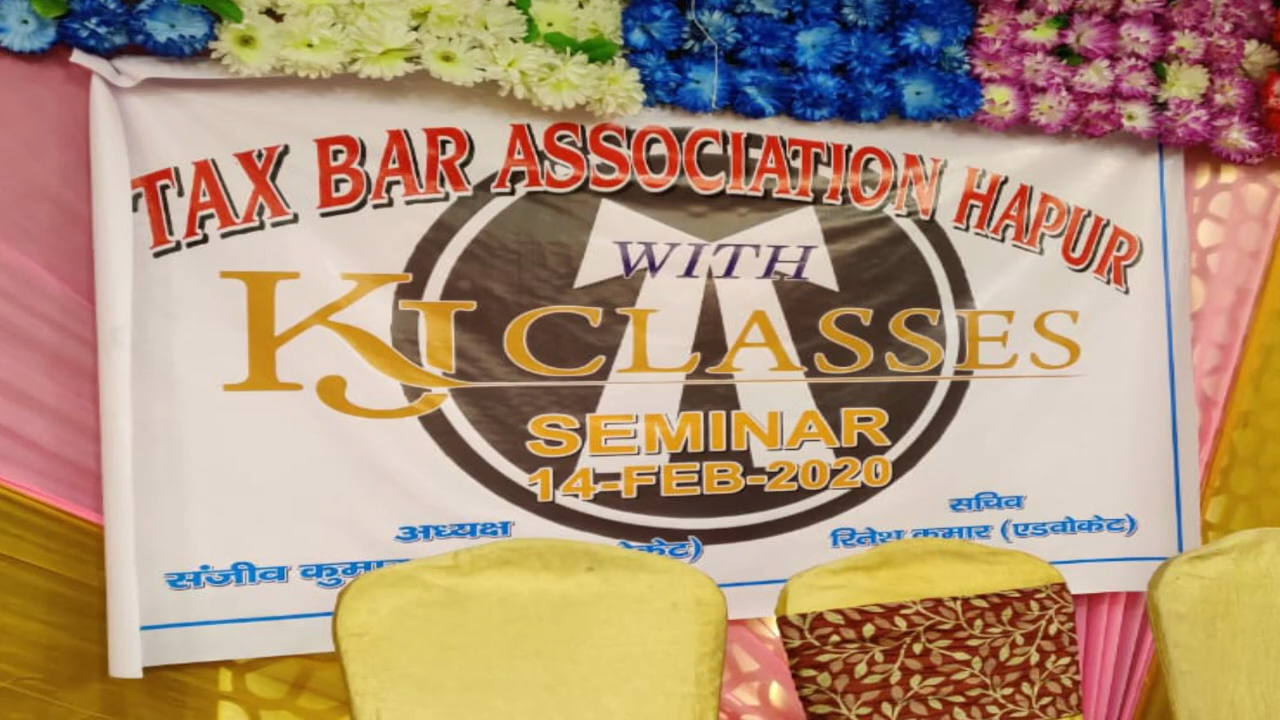 TAX BAR ASSOCIATION HAPUR
WITH
KJ CLASSES
SEMINAR
14-FEB-2020
अध्यक्ष
संजीव कुमार
सचिव
रितेश कुमार (एडवोकेट)